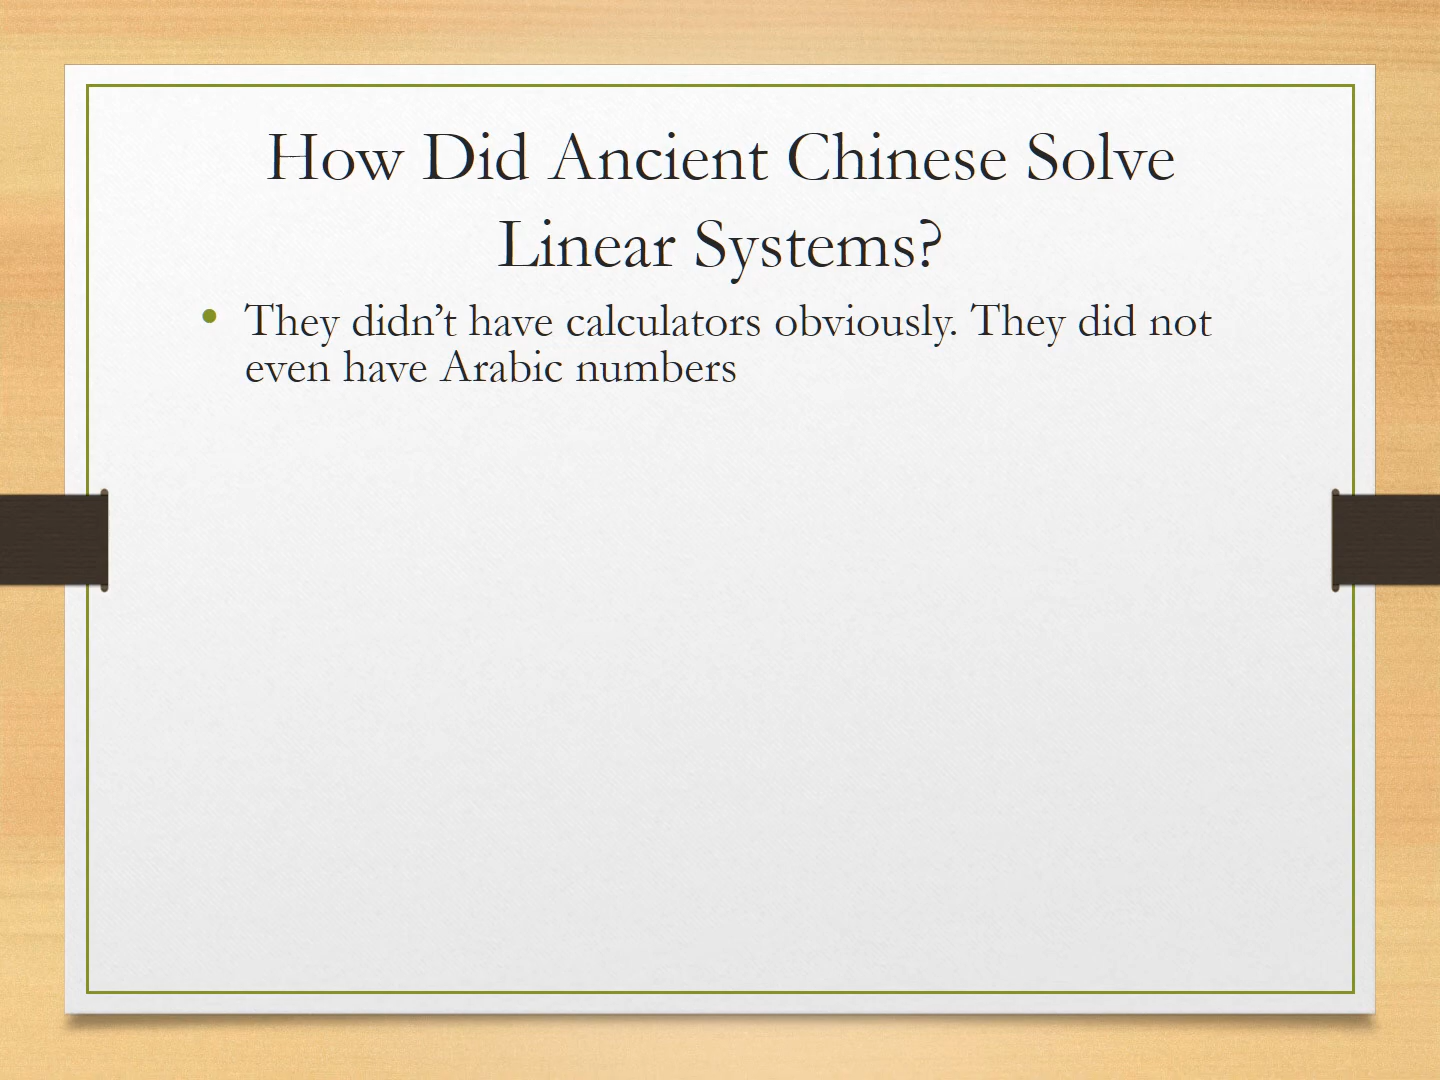 How Did Ancient Chinese Solve
Linear Systems?
• They didn’t have calculators obviously. They did not
even have Arabic numbers